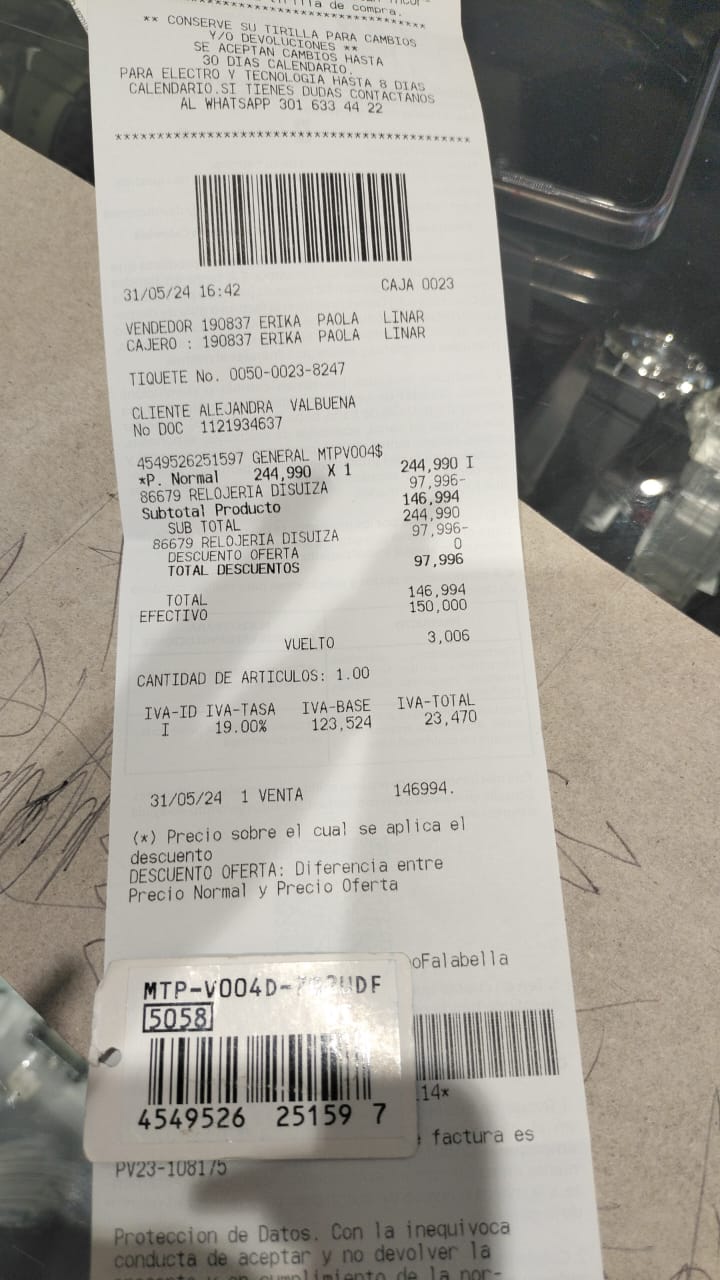 tirilla de compra.
****************************************
** CONSERVE SU TIRILLA PARA CAMBIOS
Y/O DEVOLUCIONES **
SE ACEPTAN CAMBIOS HASTA
30 DIAS CALENDARIO.
PARA ELECTRO Y TECNOLOGIA HASTA 8 DIAS
CALENDARIO.SI TIENES DUDAS CONTACTANOS
AL WHATSAPP 301 633 44 22
****************************************
31/05/24 16:42 CAJA 0023
VENDEDOR 190837 ERIKA PAOLA LINAR
CAJERO : 190837 ERIKA PAOLA LINAR
TIQUETE No. 0050-0023-8247
CLIENTE ALEJANDRA VALBUENA
No DOC 1121934637
4549526251597 GENERAL MTPV004$
*P. Normal 244,990 X 1 244,990 I
86679 RELOJERIA DISUIZA 97,996-
Subtotal Producto 146,994
SUB TOTAL 244,990
86679 RELOJERIA DISUIZA 97,996-
DESCUENTO OFERTA 0
TOTAL DESCUENTOS 97,996
TOTAL 146,994
EFECTIVO 150,000
VUELTO 3,006
CANTIDAD DE ARTICULOS: 1.00
IVA-ID IVA-TASA IVA-BASE IVA-TOTAL
I 19.00% 123,524 23,470
31/05/24 1 VENTA 146994.
(*) Precio sobre el cual se aplica el
descuento
DESCUENTO OFERTA: Diferencia entre
Precio Normal y Precio Oferta
oFalabella
MTP-V004D-
5058
4549526 25159 7
14*
factura es
PV23-108175
Proteccion de Datos. Con la inequivoca
conducta de aceptar y no devolver la